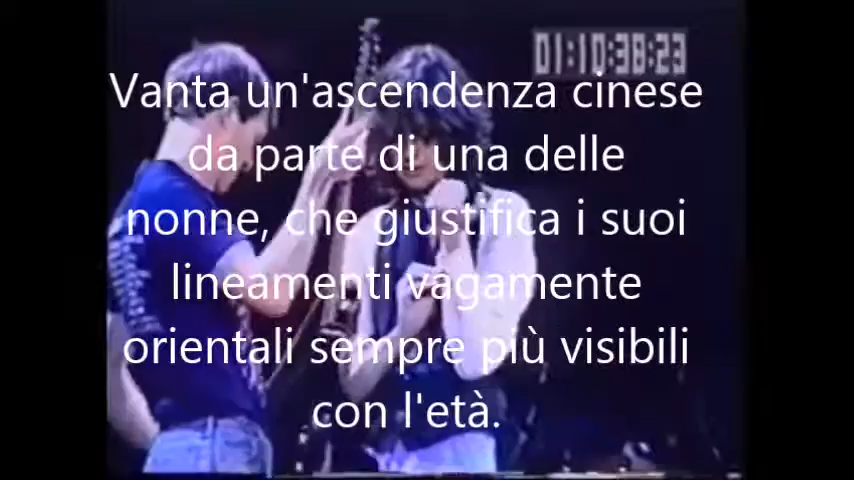 01:10:38:23
Vanta un'ascendenza cinese
da parte di una delle
nonne, che giustifica i suoi
lineamenti vagamente
orientali sempre più visibili
con l'età.